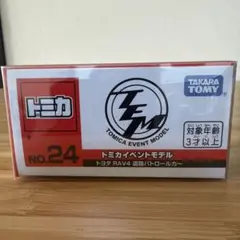 トミカ
TEM
TOMICA EVENT MODEL
TAKARA
TOMY
対象年齢
3才以上
NO.24
トミカイベントモデル
トヨタ RAV4 道路パトロールカー